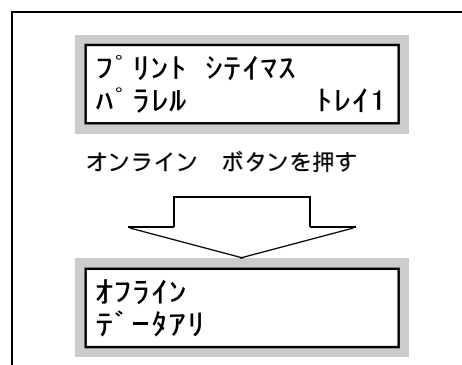 プリント シテイマス
パラレル トレイ1
オンライン ボタンを押す
オフライン
データアリ